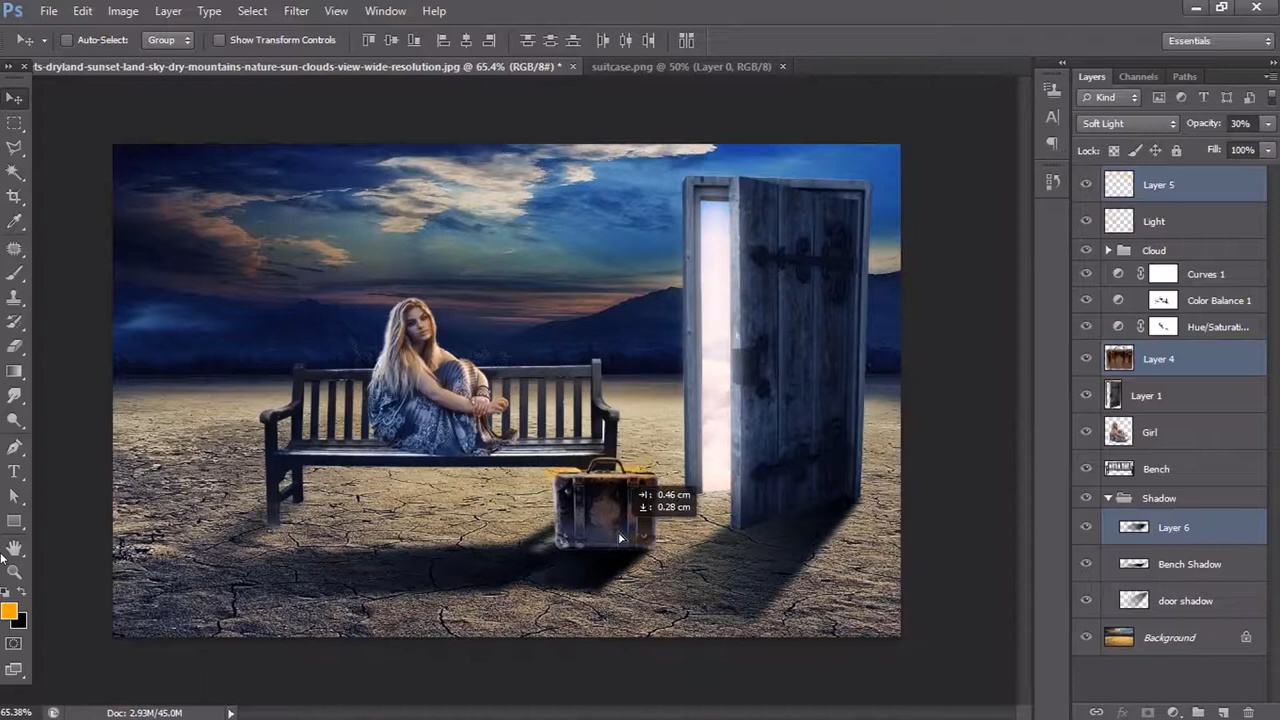 Ps File Edit Image Layer Type Select Filter View Window Help
Auto-Select: Group Show Transform Controls Essentials
ts-dryland-sunset-land-sky-dry-mountains-nature-sun-clouds-view-wide-resolution.jpg @ 65.4% (RGB/8#) * × suitcase.png @ 50% (Layer 0, RGB/8) ×
Layers Channels Paths
Kind
Soft Light Opacity: 30%
Lock: Fill: 100%
Layer 5
Light
Cloud
Curves 1
Color Balance 1
Hue/Saturati...
Layer 4
Layer 1
Girl
Bench
Shadow
Layer 6
Bench Shadow
door shadow
Background
0.46 cm
0.28 cm
65.38% Doc: 2.93M/45.0M